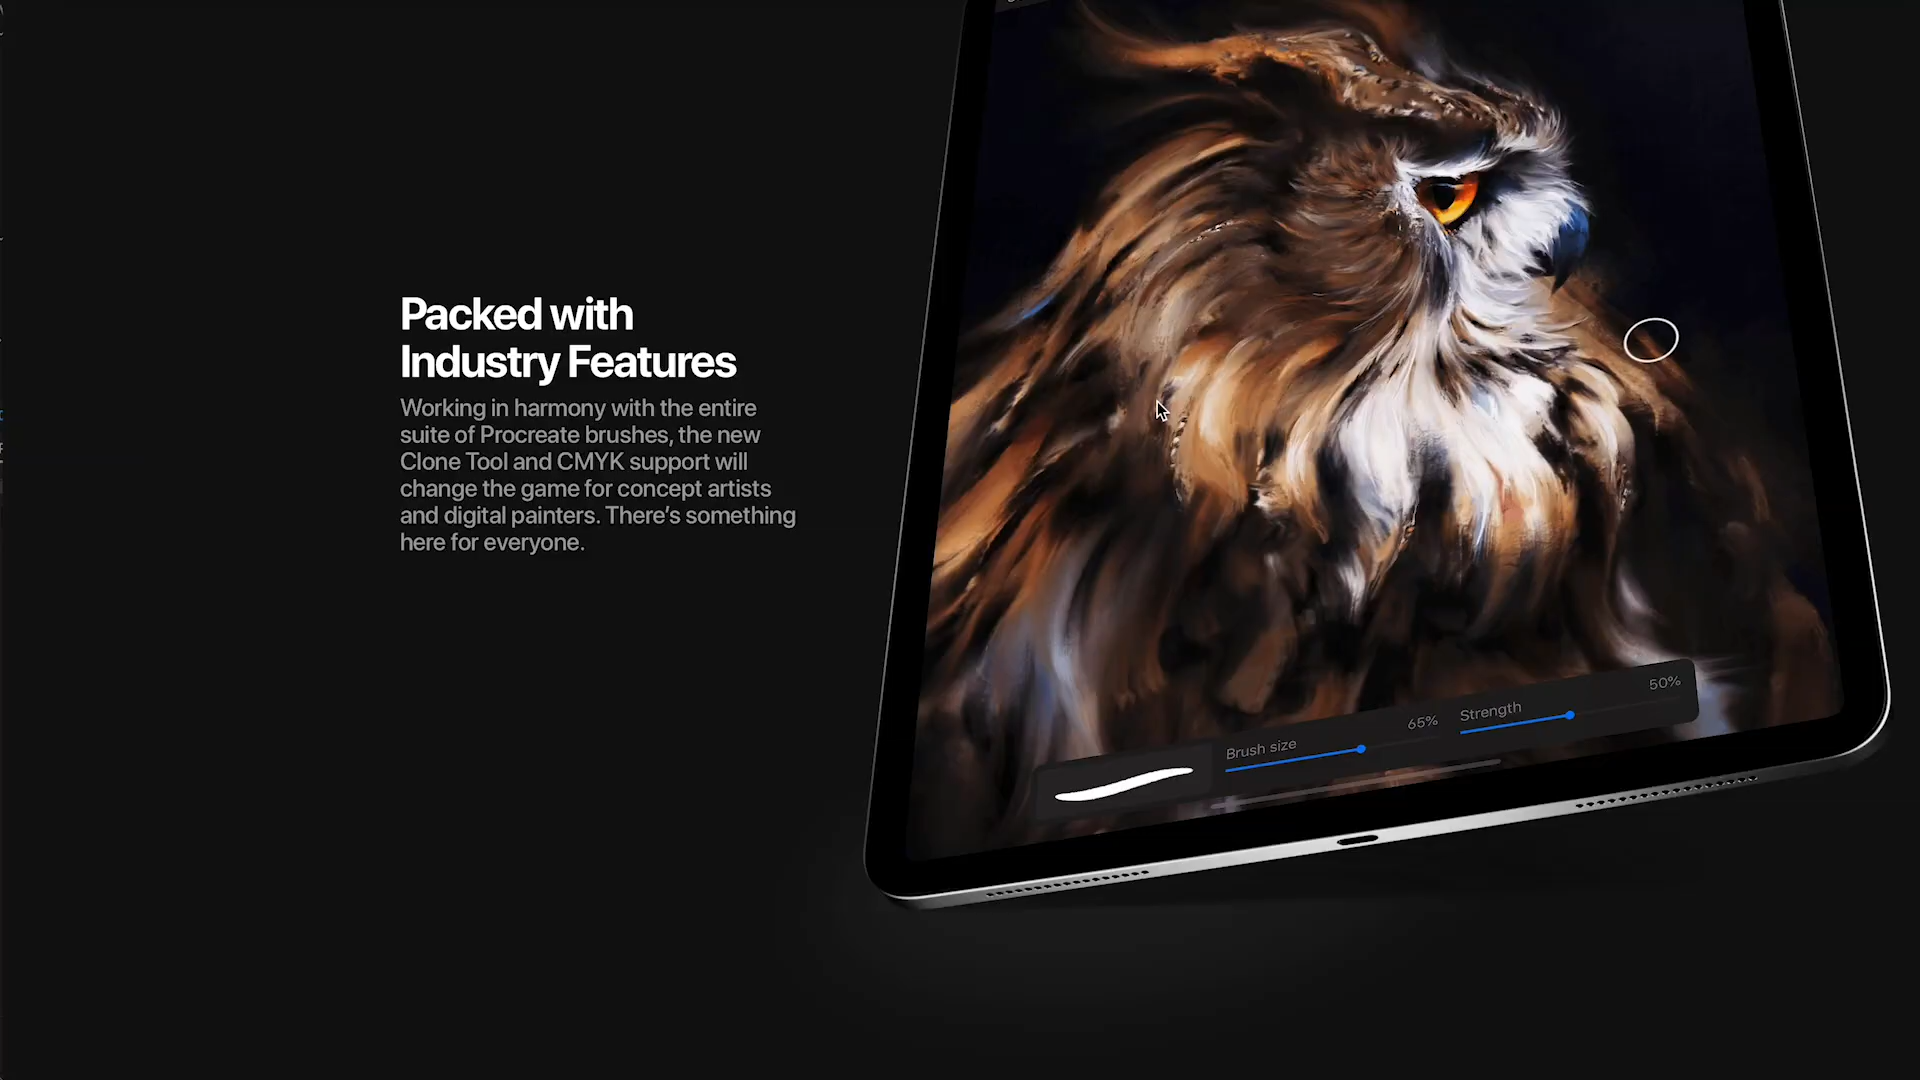 Packed with
Industry Features
Working in harmony with the entire
suite of Procreate brushes, the new
Clone Tool and CMYK support will
change the game for concept artists
and digital painters. There’s something
here for everyone.
50%
Strength
65%
Brush size